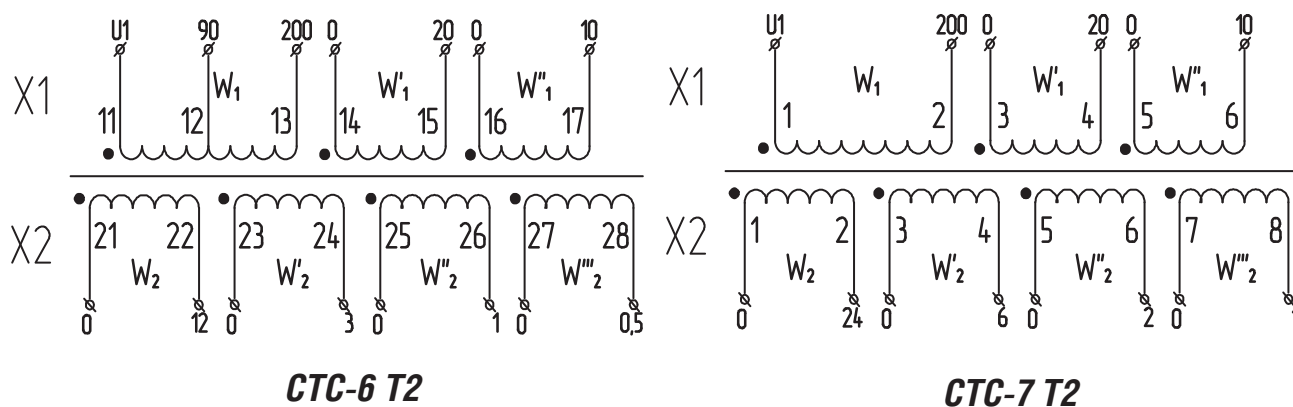 U1 90 200 0 20 0 10
X1 W₁ W'₁ W"₁
11 12 13 14 15 16 17
21 22 23 24 25 26 27 28
X2 W₂ W'₂ W"₂ W'"₂
0 12 0 3 0 1 0 0,5
СТС-6 Т2
U1 200 0 20 0 10
X1 W₁ W'₁ W"₁
1 2 3 4 5 6
1 2 3 4 5 6 7 8
X2 W₂ W'₂ W"₂ W'"₂
0 24 0 6 0 2 0
СТС-7 Т2